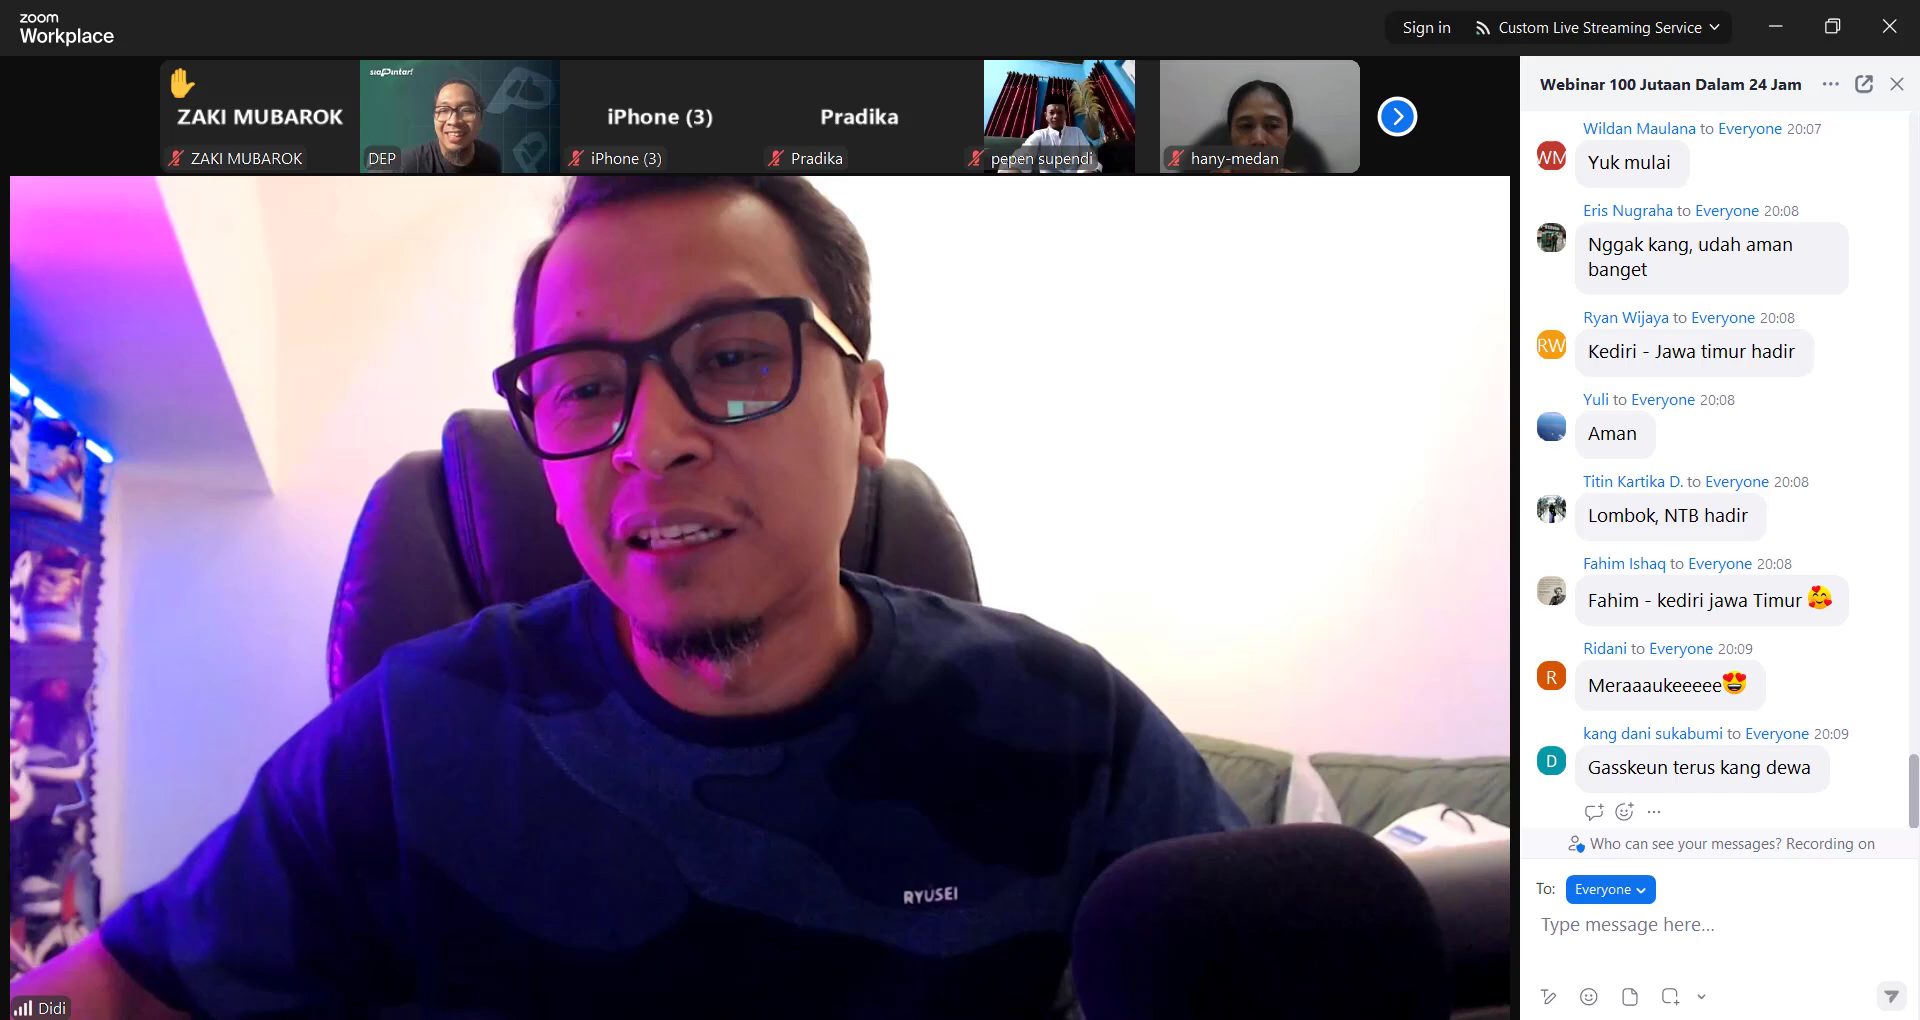 zoom
Workplace
Sign in
Custom Live Streaming Service
ZAKI MUBAROK
ZAKI MUBAROK
siapintar!
DEP
iPhone (3)
iPhone (3)
Pradika
Pradika
pepen supendi
hany-medan
RYUSEI
Didi
Webinar 100 Jutaan Dalam 24 Jam
Wildan Maulana to Everyone 20:07
WM
Yuk mulai
Eris Nugraha to Everyone 20:08
Nggak kang, udah aman
banget
Ryan Wijaya to Everyone 20:08
RW
Kediri - Jawa timur hadir
Yuli to Everyone 20:08
Aman
Titin Kartika D. to Everyone 20:08
Lombok, NTB hadir
Fahim Ishaq to Everyone 20:08
Fahim - kediri jawa Timur 🥰
Ridani to Everyone 20:09
R
Meraaaukeeeee😍
kang dani sukabumi to Everyone 20:09
D
Gasskeun terus kang dewa
Who can see your messages? Recording on
To: Everyone
Type message here...